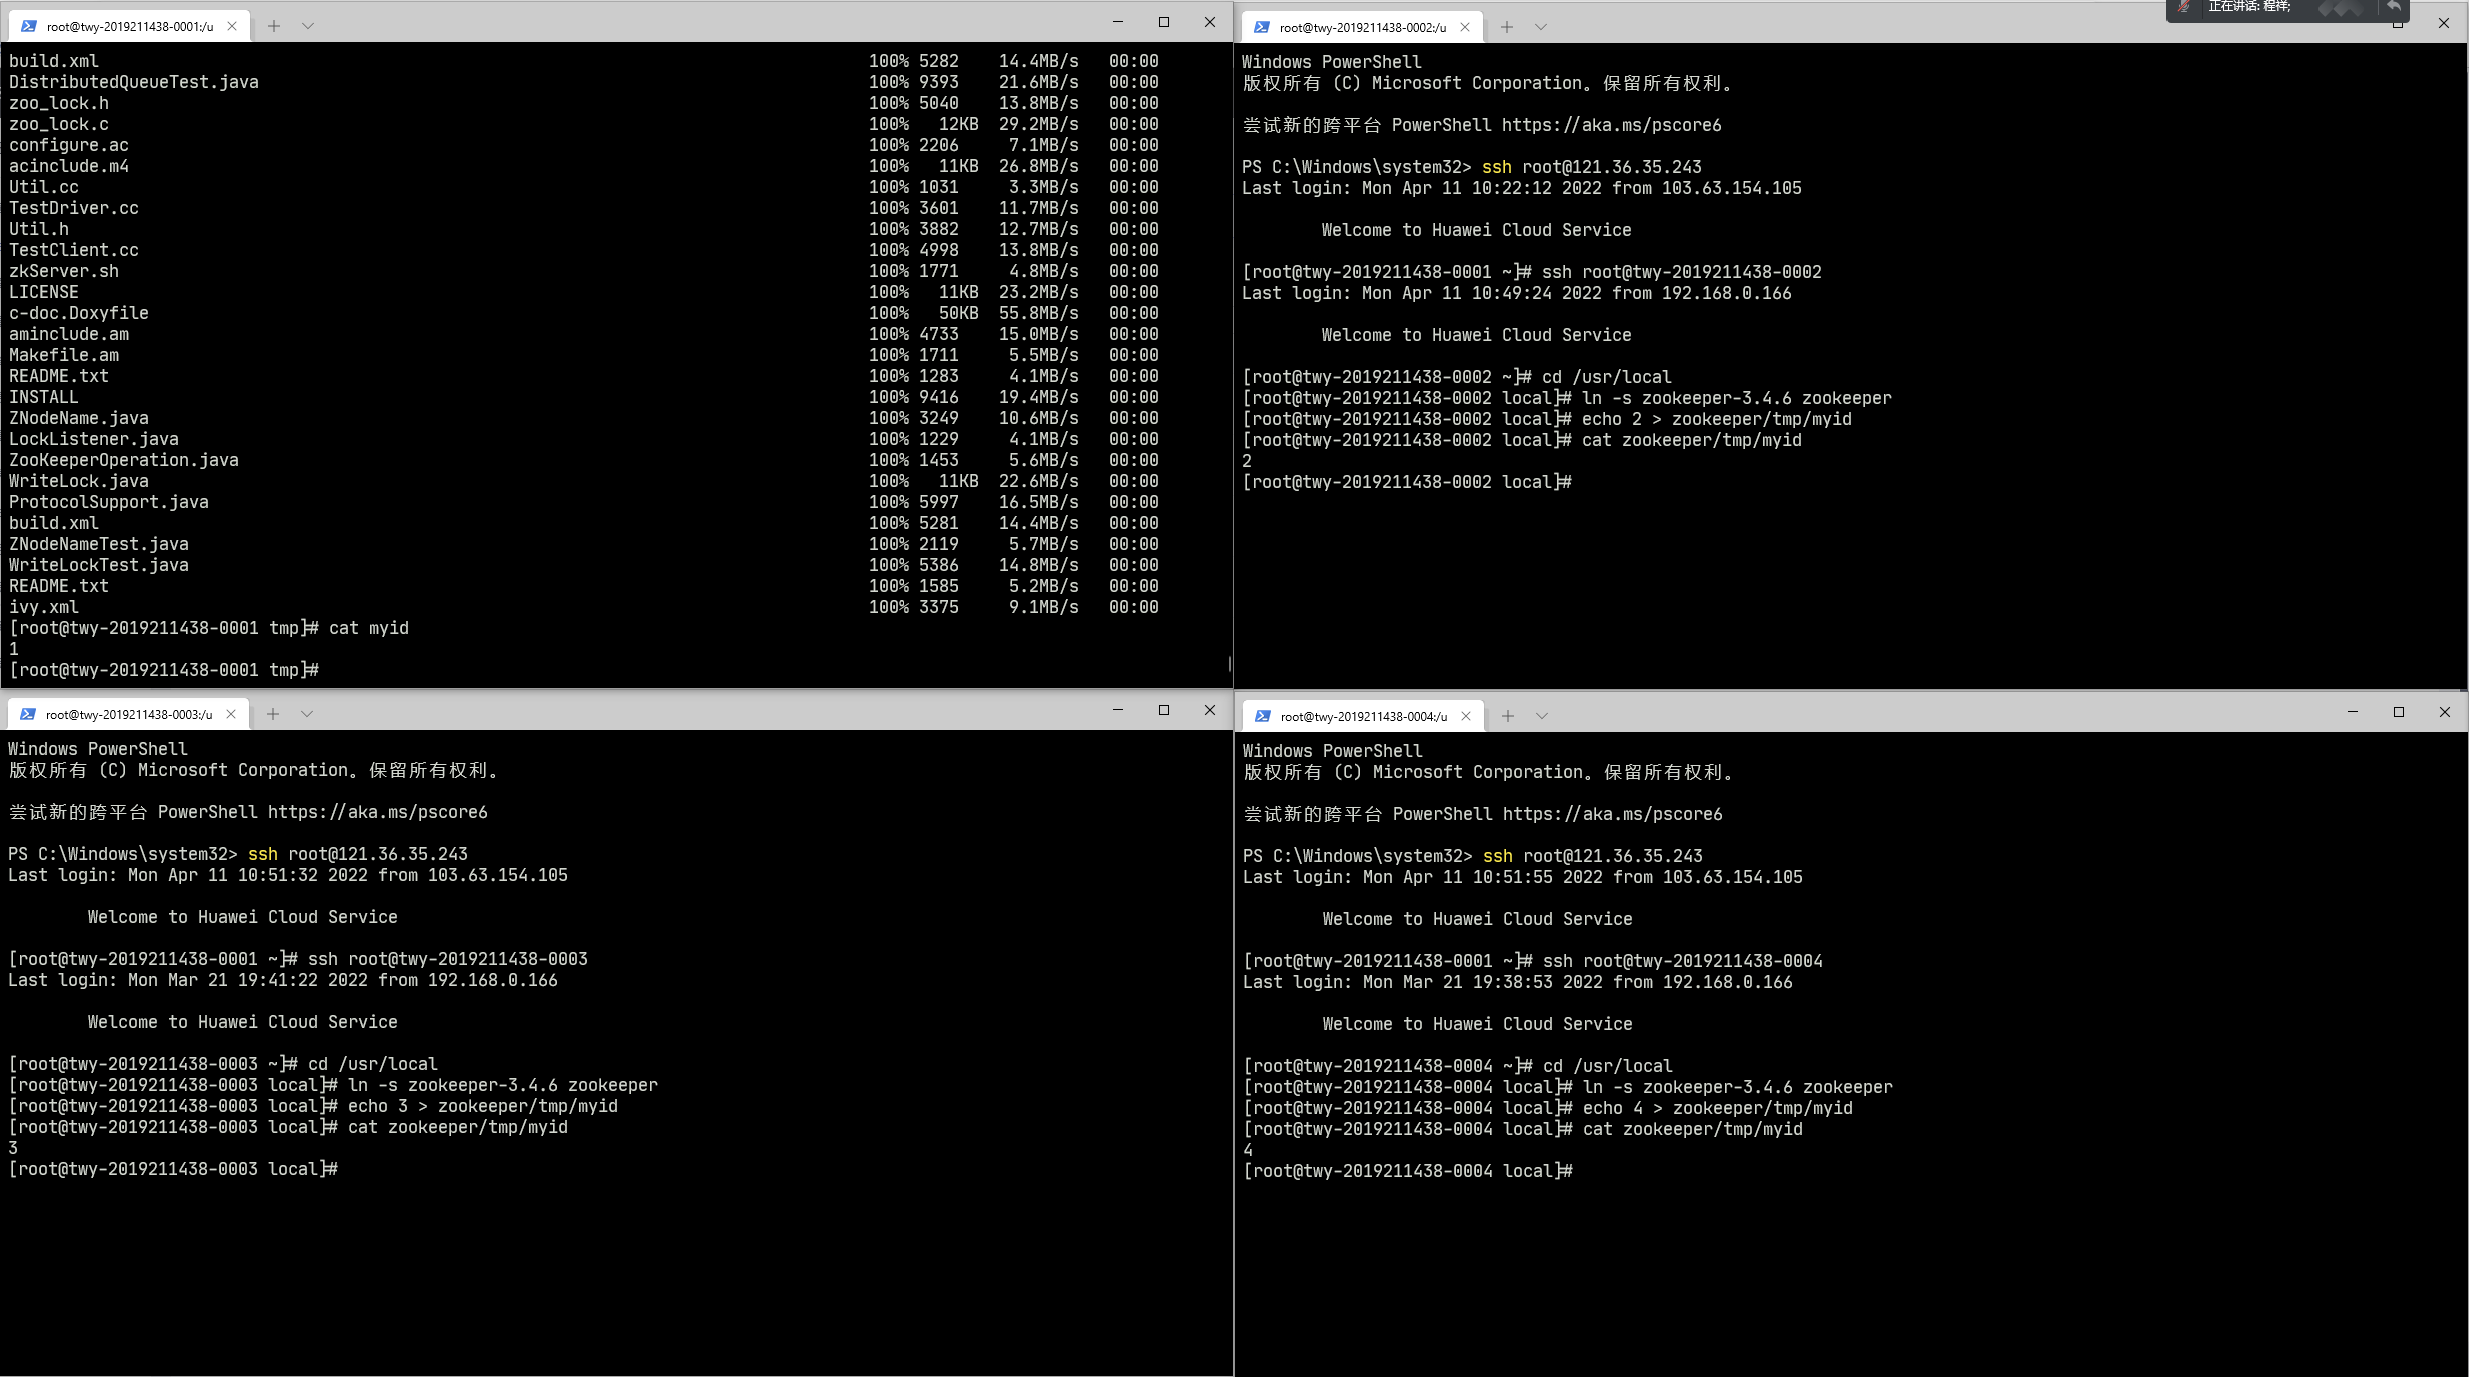 root@twy-2019211438-0001:/u
build.xml 100% 5282 14.4MB/s 00:00
DistributedQueueTest.java 100% 9393 21.6MB/s 00:00
zoo_lock.h 100% 5040 13.8MB/s 00:00
zoo_lock.c 100% 12KB 29.2MB/s 00:00
configure.ac 100% 2206 7.1MB/s 00:00
acinclude.m4 100% 11KB 26.8MB/s 00:00
Util.cc 100% 1031 3.3MB/s 00:00
TestDriver.cc 100% 3601 11.7MB/s 00:00
Util.h 100% 3882 12.7MB/s 00:00
TestClient.cc 100% 4998 13.8MB/s 00:00
zkServer.sh 100% 1771 4.8MB/s 00:00
LICENSE 100% 11KB 23.2MB/s 00:00
c-doc.Doxyfile 100% 50KB 55.8MB/s 00:00
aminclude.am 100% 4733 15.0MB/s 00:00
Makefile.am 100% 1711 5.5MB/s 00:00
README.txt 100% 1283 4.1MB/s 00:00
INSTALL 100% 9416 19.4MB/s 00:00
ZNodeName.java 100% 3249 10.6MB/s 00:00
LockListener.java 100% 1229 4.1MB/s 00:00
ZooKeeperOperation.java 100% 1453 5.6MB/s 00:00
WriteLock.java 100% 11KB 22.6MB/s 00:00
ProtocolSupport.java 100% 5997 16.5MB/s 00:00
build.xml 100% 5281 14.4MB/s 00:00
ZNodeNameTest.java 100% 2119 5.7MB/s 00:00
WriteLockTest.java 100% 5386 14.8MB/s 00:00
README.txt 100% 1585 5.2MB/s 00:00
ivy.xml 100% 3375 9.1MB/s 00:00
[root@twy-2019211438-0001 tmp]# cat myid
1
[root@twy-2019211438-0001 tmp]#
正在讲话: 程祥;
root@twy-2019211438-0002:/u
Windows PowerShell
版权所有 (C) Microsoft Corporation。保留所有权利。
尝试新的跨平台 PowerShell https://aka.ms/pscore6
PS C:\Windows\system32> ssh root@121.36.35.243
Last login: Mon Apr 11 10:22:12 2022 from 103.63.154.105
Welcome to Huawei Cloud Service
[root@twy-2019211438-0001 ~]# ssh root@twy-2019211438-0002
Last login: Mon Apr 11 10:49:24 2022 from 192.168.0.166
Welcome to Huawei Cloud Service
[root@twy-2019211438-0002 ~]# cd /usr/local
[root@twy-2019211438-0002 local]# ln -s zookeeper-3.4.6 zookeeper
[root@twy-2019211438-0002 local]# echo 2 > zookeeper/tmp/myid
[root@twy-2019211438-0002 local]# cat zookeeper/tmp/myid
2
[root@twy-2019211438-0002 local]#
root@twy-2019211438-0003:/u
Windows PowerShell
版权所有 (C) Microsoft Corporation。保留所有权利。
尝试新的跨平台 PowerShell https://aka.ms/pscore6
PS C:\Windows\system32> ssh root@121.36.35.243
Last login: Mon Apr 11 10:51:32 2022 from 103.63.154.105
Welcome to Huawei Cloud Service
[root@twy-2019211438-0001 ~]# ssh root@twy-2019211438-0003
Last login: Mon Mar 21 19:41:22 2022 from 192.168.0.166
Welcome to Huawei Cloud Service
[root@twy-2019211438-0003 ~]# cd /usr/local
[root@twy-2019211438-0003 local]# ln -s zookeeper-3.4.6 zookeeper
[root@twy-2019211438-0003 local]# echo 3 > zookeeper/tmp/myid
[root@twy-2019211438-0003 local]# cat zookeeper/tmp/myid
3
[root@twy-2019211438-0003 local]#
root@twy-2019211438-0004:/u
Windows PowerShell
版权所有 (C) Microsoft Corporation。保留所有权利。
尝试新的跨平台 PowerShell https://aka.ms/pscore6
PS C:\Windows\system32> ssh root@121.36.35.243
Last login: Mon Apr 11 10:51:55 2022 from 103.63.154.105
Welcome to Huawei Cloud Service
[root@twy-2019211438-0001 ~]# ssh root@twy-2019211438-0004
Last login: Mon Mar 21 19:38:53 2022 from 192.168.0.166
Welcome to Huawei Cloud Service
[root@twy-2019211438-0004 ~]# cd /usr/local
[root@twy-2019211438-0004 local]# ln -s zookeeper-3.4.6 zookeeper
[root@twy-2019211438-0004 local]# echo 4 > zookeeper/tmp/myid
[root@twy-2019211438-0004 local]# cat zookeeper/tmp/myid
4
[root@twy-2019211438-0004 local]#